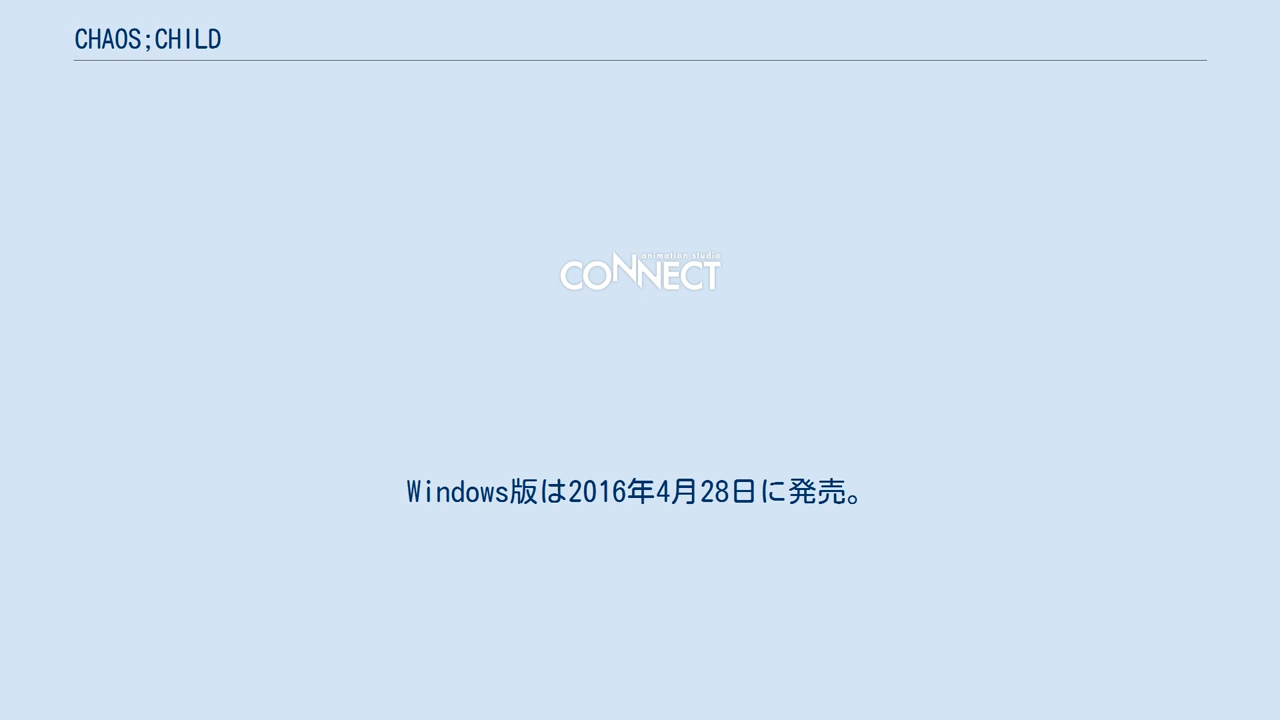 CHAOS;CHILD
animation studio
CONNECT
Windows版は2016年4月28日に発売。